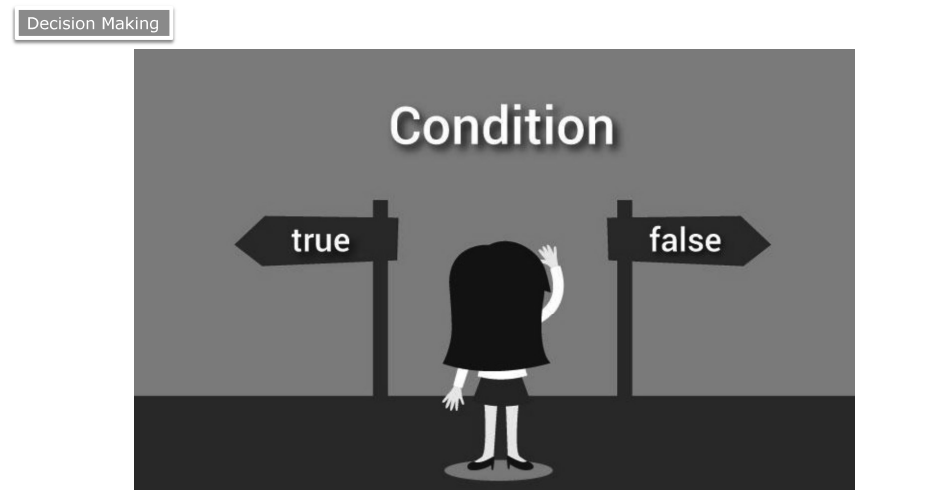 Decision Making
Condition
true
false